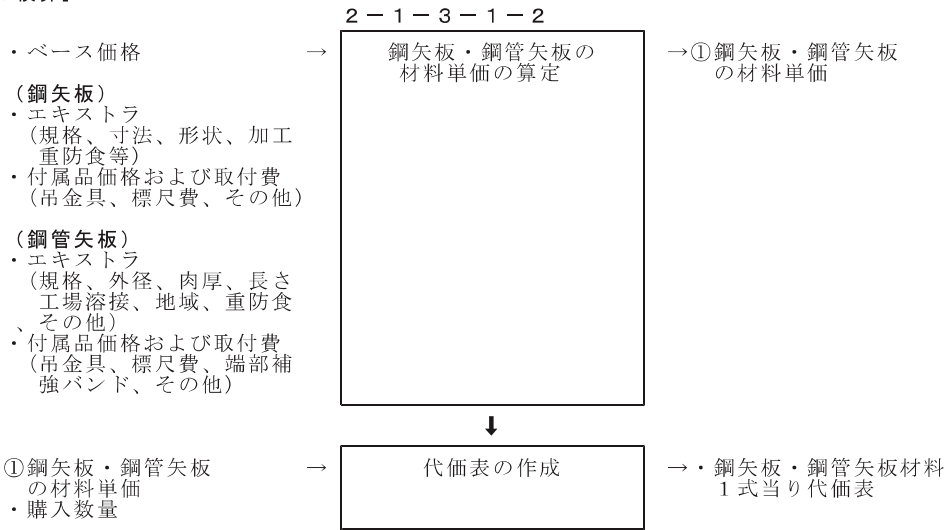 2－1－3－1－2
・ベース価格　→　鋼矢板・鋼管矢板の　→①鋼矢板・鋼管矢板
材料単価の算定　の材料単価
（鋼矢板）
・エキストラ
（規格、寸法、形状、加工
重防食等）
・付属品価格および取付費
（吊金具、標尺費、その他）
（鋼管矢板）
・エキストラ
（規格、外径、肉厚、長さ
工場溶接、地域、重防食
、その他）
・付属品価格および取付費
（吊金具、標尺費、端部補
強バンド、その他）
⬇
①鋼矢板・鋼管矢板　→　代価表の作成　→・鋼矢板・鋼管矢板材料
の材料単価　１式当り代価表
・購入数量